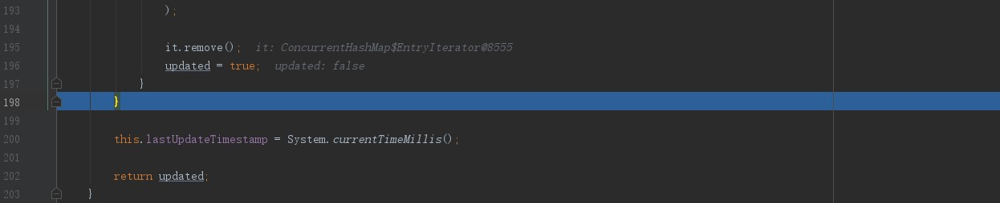 193 );
194
195 it.remove(); it: ConcurrentHashMap$EntryIterator@8555
196 updated = true; updated: false
197 }
198 }
199
200 this.lastUpdateTimestamp = System.currentTimeMillis();
201
202 return updated;
203 }